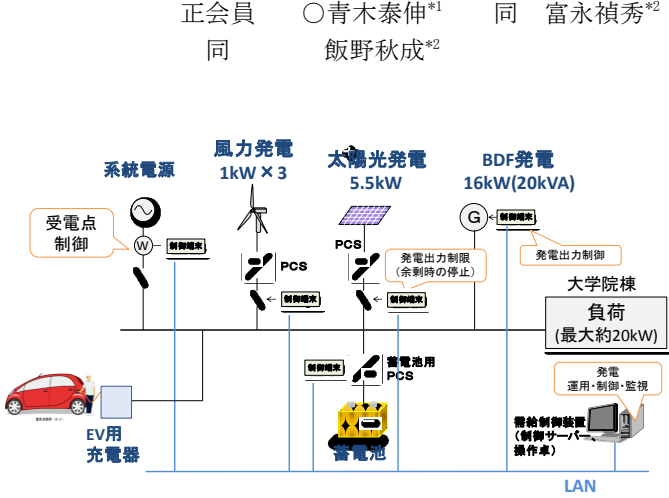 正会員 ○青木泰伸*1 同 富永禎秀*2
同 飯野秋成*2
系統電源
風力発電
1kW×3
太陽光発電
5.5kW
BDF発電
16kW(20kVA)
受電点
制御
W
制御端末
G
制御端末
発電出力制御
PCS
PCS
発電出力制限
(余剰時の停止)
制御端末
制御端末
大学院棟
負荷
(最大約20kW)
制御端末
蓄電池用
PCS
蓄電池
EV用
充電器
発電
運用・制御・監視
需給制御装置
(制御サーバー、
操作卓)
LAN